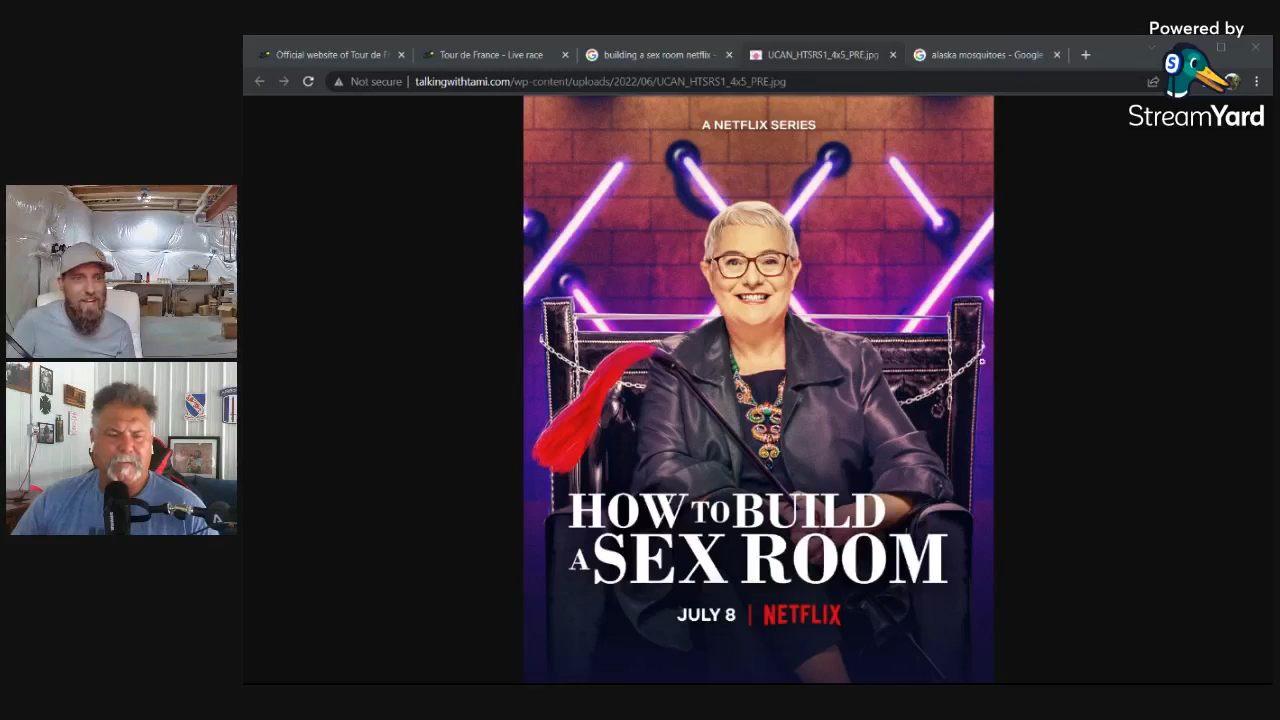 Powered by
StreamYard
Official website of Tour de Fr
Tour de France - Live race
building a sex room netflix -
UCAN_HTSRS1_4x5_PRE.jpg
alaska mosquitoes - Google
Not secure
talkingwithtami.com/wp-content/uploads/2022/06/UCAN_HTSRS1_4x5_PRE.jpg
A NETFLIX SERIES
HOW TO BUILD
A SEX ROOM
JULY 8 | NETFLIX